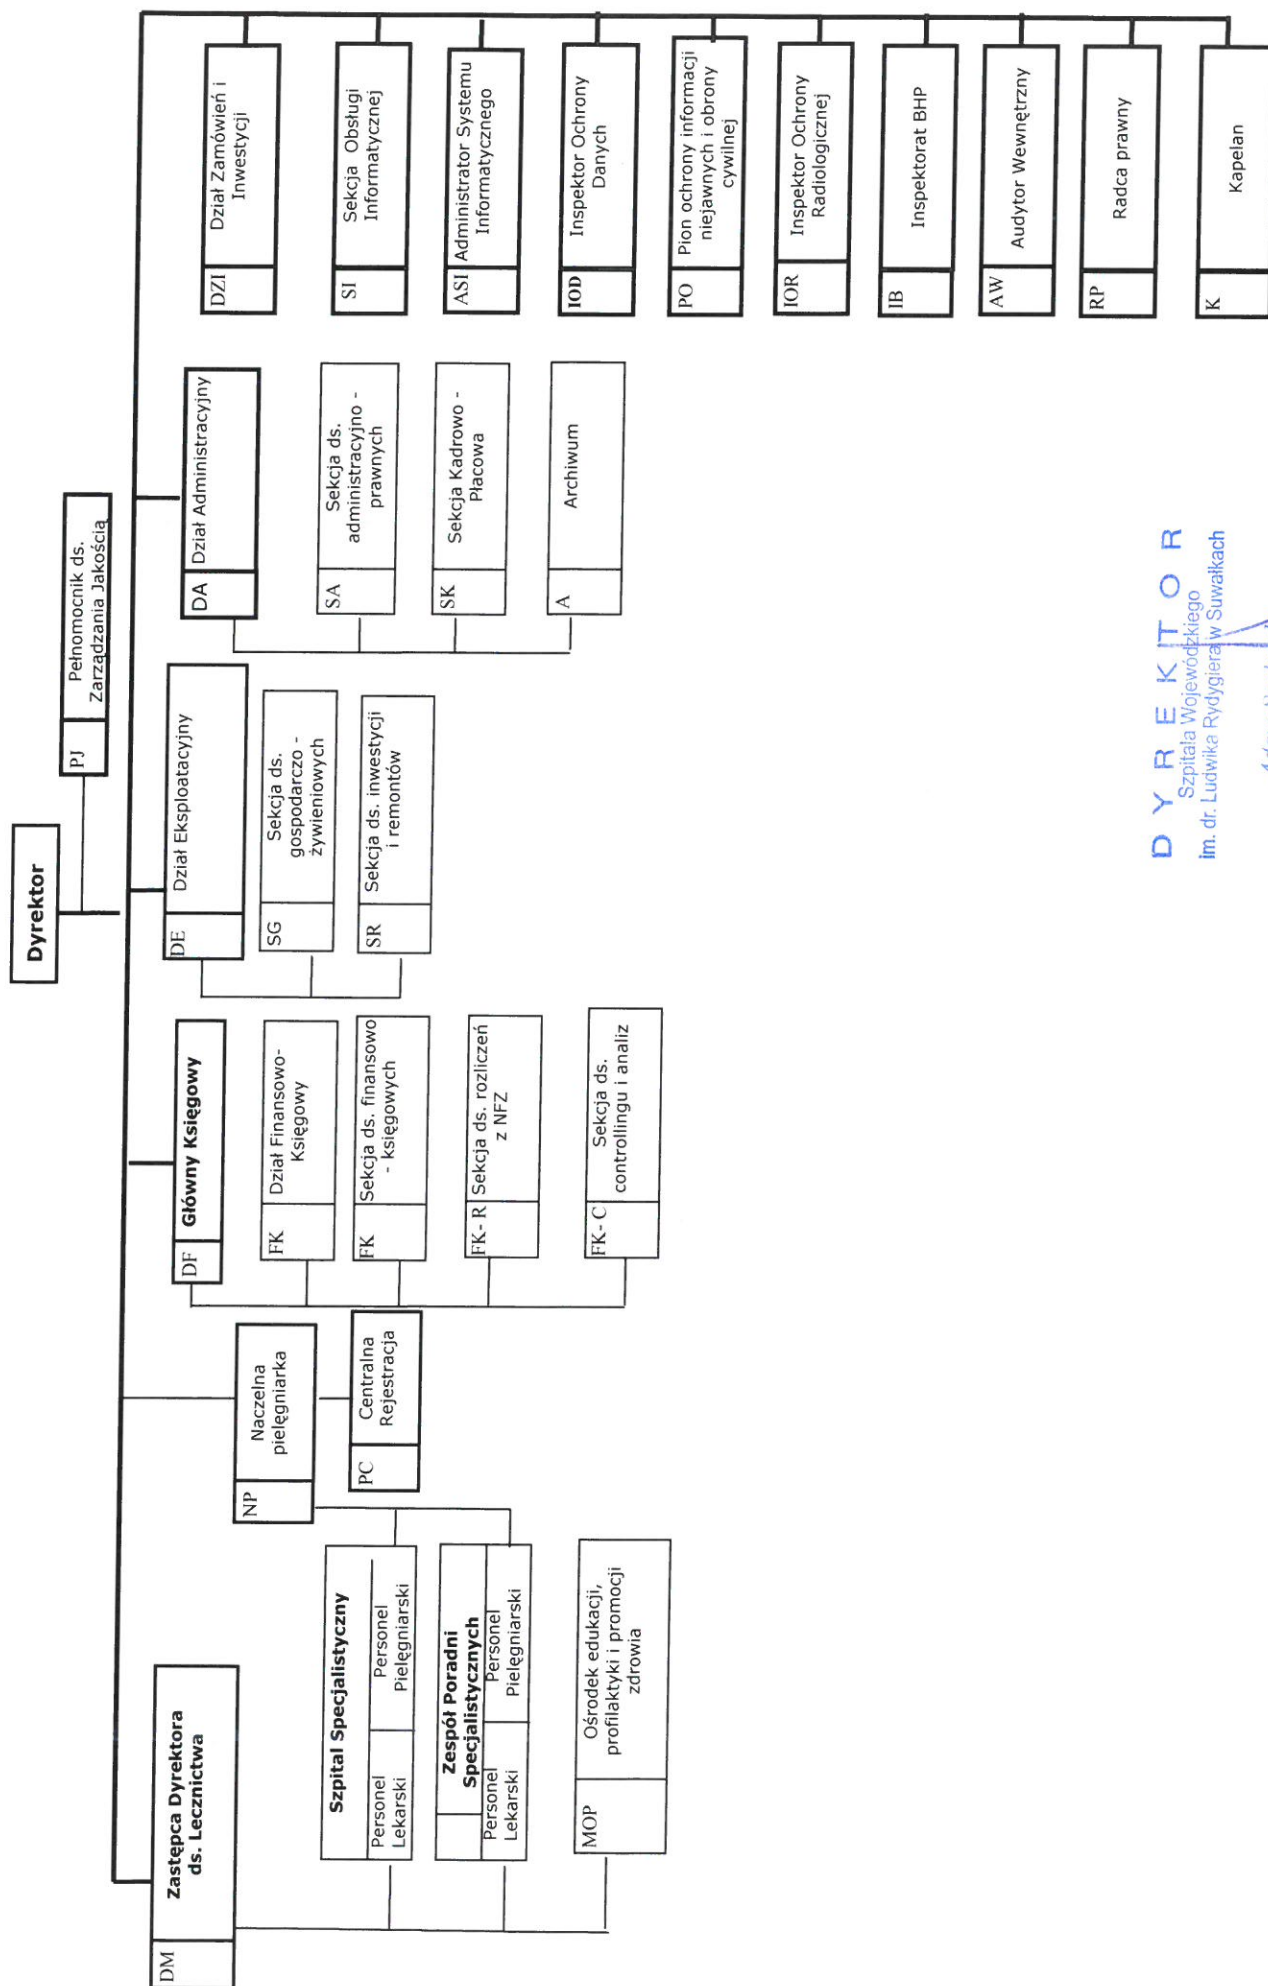 Dyrektor
PJ
Pełnomocnik ds.
Zarządzania Jakością
DM
Zastępca Dyrektora
ds. Lecznictwa
Szpital Specjalistyczny
Personel
Lekarski
Personel
Pielęgniarski
Zespół Poradni
Specjalistycznych
Personel
Lekarski
Personel
Pielęgniarski
MOP
Ośrodek edukacji,
profilaktyki i promocji
zdrowia
NP
Naczelna
pielęgniarka
PC
Centralna
Rejestracja
DF
Główny Księgowy
FK
Dział Finansowo-
Księgowy
FK
Sekcja ds. finansowo
- księgowych
FK- R
Sekcja ds. rozliczeń
z NFZ
FK- C
Sekcja ds.
controllingu i analiz
DE
Dział Eksploatacyjny
SG
Sekcja ds.
gospodarczo -
żywieniowych
SR
Sekcja ds. inwestycji
i remontów
DA
Dział Administracyjny
SA
Sekcja ds.
administracyjno -
prawnych
SK
Sekcja Kadrowo -
Płacowa
A
Archiwum
DZI
Dział Zamówień i
Inwestycji
SI
Sekcja Obsługi
Informatycznej
ASI
Administrator Systemu
Informatycznego
IOD
Inspektor Ochrony
Danych
PO
Pion ochrony informacji
niejawnych i obrony
cywilnej
IOR
Inspektor Ochrony
Radiologicznej
IB
Inspektorat BHP
AW
Audytor Wewnętrzny
RP
Radca prawny
K
Kapelan
DYREKTOR
Szpitala Wojewódzkiego
im. dr. Ludwika Rydygiera w Suwałkach